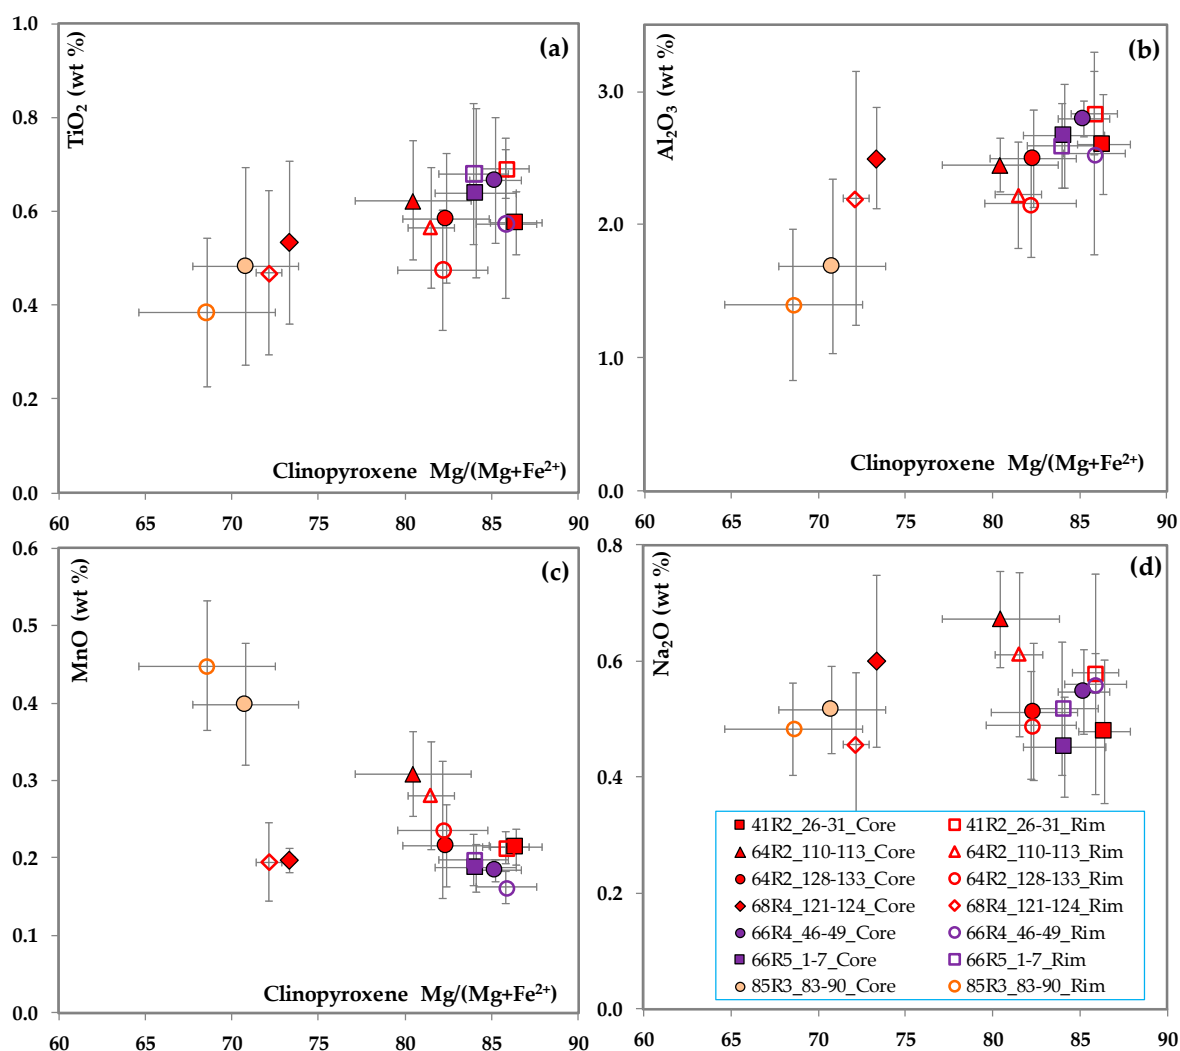 (a)
TiO₂ (wt %)
1.0
0.8
0.6
0.4
0.2
0.0
Clinopyroxene Mg/(Mg+Fe²⁺)
60 65 70 75 80 85 90
(b)
Al₂O₃ (wt %)
3.0
2.0
1.0
0.0
Clinopyroxene Mg/(Mg+Fe²⁺)
60 65 70 75 80 85 90
(c)
MnO (wt %)
0.6
0.5
0.4
0.3
0.2
0.1
0.0
Clinopyroxene Mg/(Mg+Fe²⁺)
60 65 70 75 80 85 90
(d)
Na₂O (wt %)
0.8
0.6
0.4
0.2
0.0
41R2_26-31_Core 41R2_26-31_Rim
64R2_110-113_Core 64R2_110-113_Rim
64R2_128-133_Core 64R2_128-133_Rim
68R4_121-124_Core 68R4_121-124_Rim
66R4_46-49_Core 66R4_46-49_Rim
66R5_1-7_Core 66R5_1-7_Rim
85R3_83-90_Core 85R3_83-90_Rim
60 65 70 75 80 85 90